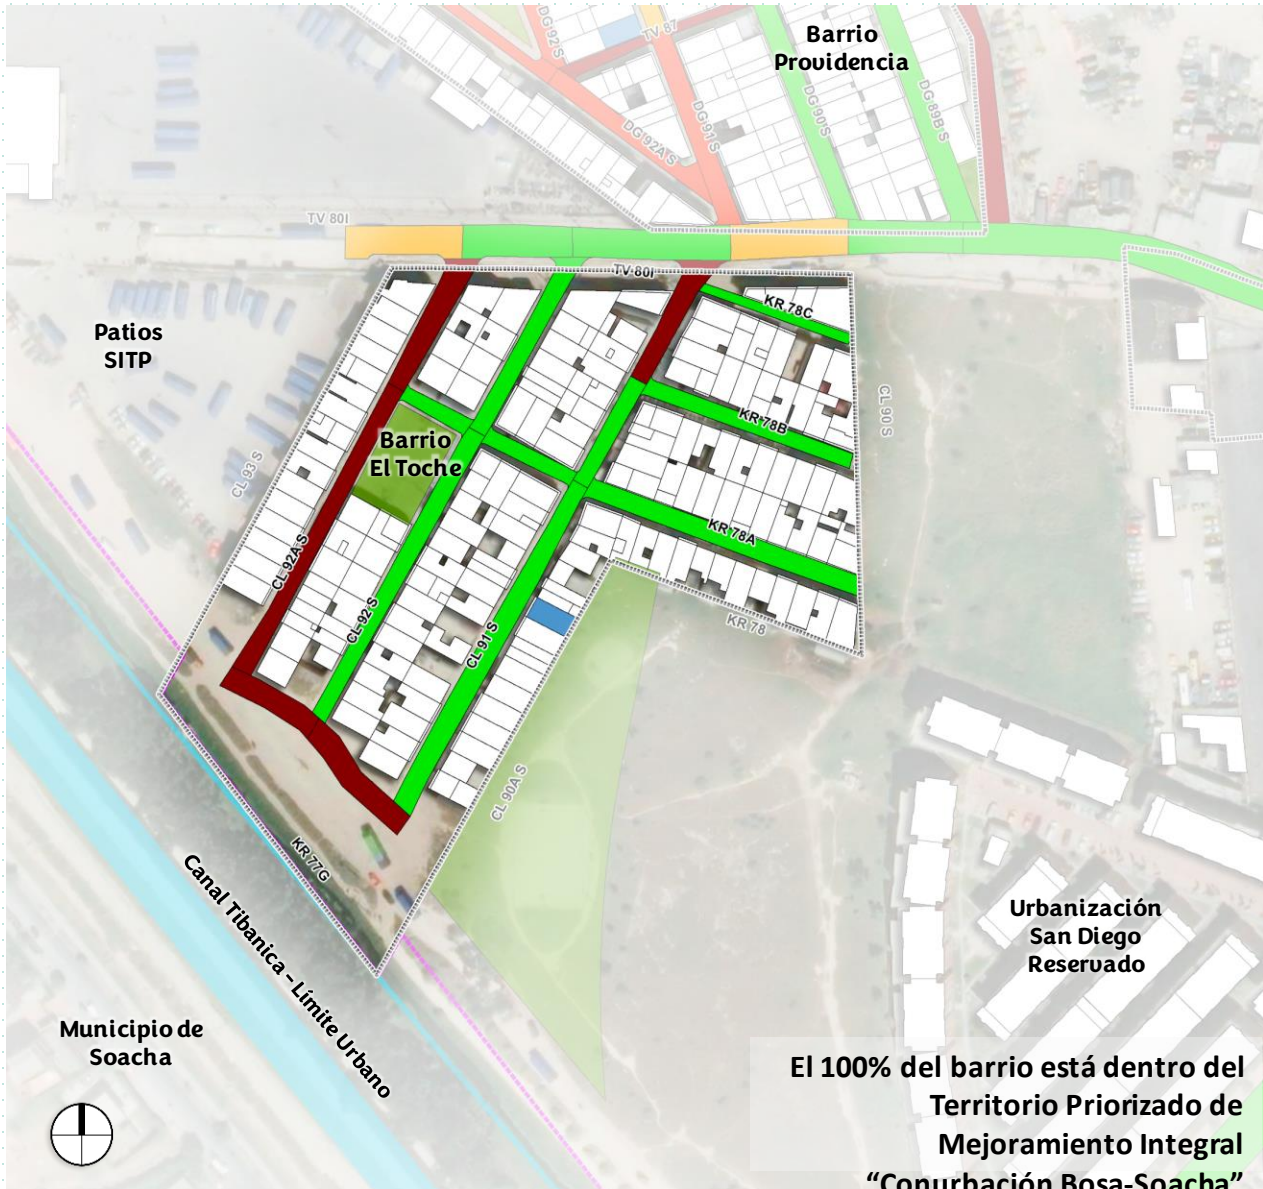 Barrio
Providencia
DG 92 S
TV 87
DG 92A S
DG 91 S
DG 90 S
DG 89B S
TV 80I
TV 80I
Patios
SITP
KR 78C
CL 90 S
KR 78B
Barrio
El Toche
CL 93 S
KR 78A
CL 92A S
CL 92 S
CL 91 S
KR 78
CL 90A S
KR 77G
Canal Tibanica - Límite Urbano
Urbanización
San Diego
Reservado
Municipio de
Soacha
El 100% del barrio está dentro del
Territorio Priorizado de
Mejoramiento Integral
“Conurbación Bosa-Soacha”